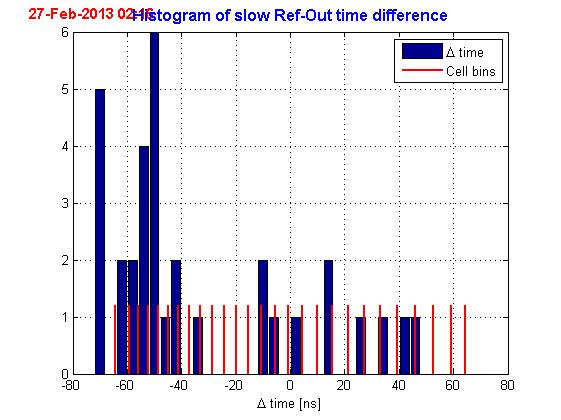 27-Feb-2013 02:16
Histogram of slow Ref-Out time difference
Δ time
Cell bins
6
5
4
3
2
1
0
-80 -60 -40 -20 0 20 40 60 80
Δ time [ns]